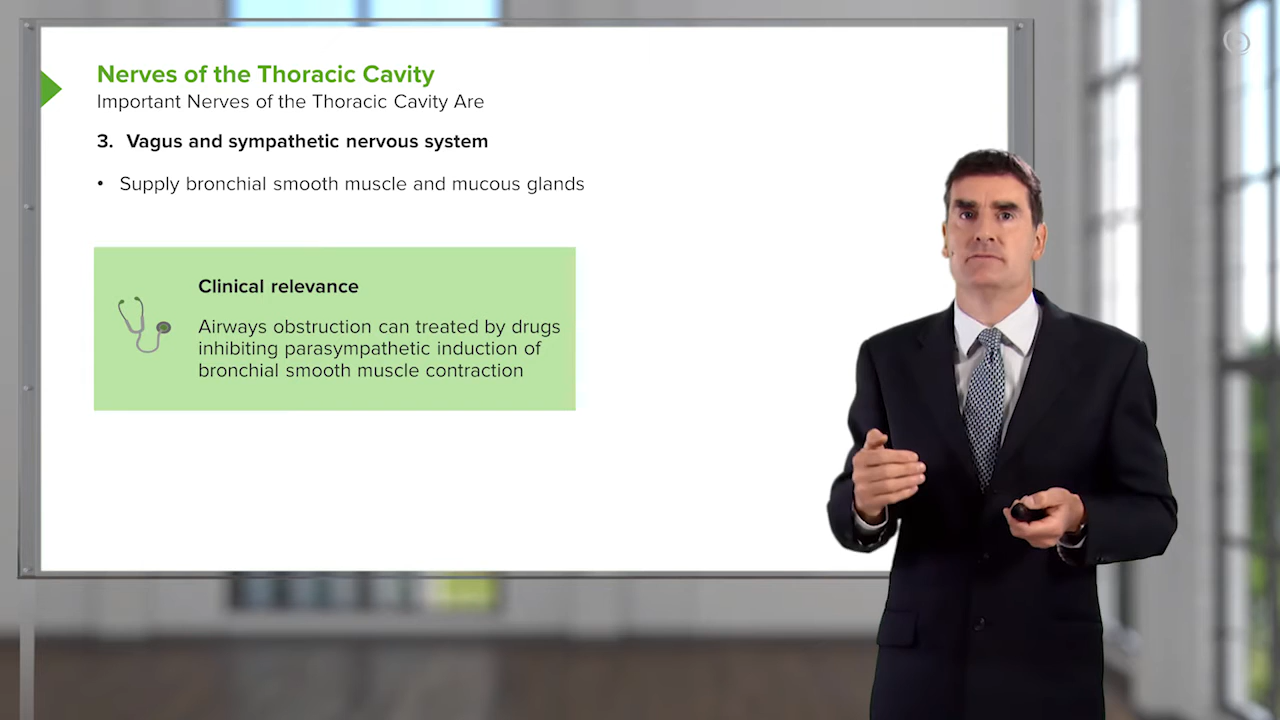 Nerves of the Thoracic Cavity
Important Nerves of the Thoracic Cavity Are
3. Vagus and sympathetic nervous system
• Supply bronchial smooth muscle and mucous glands
Clinical relevance
Airways obstruction can treated by drugs
inhibiting parasympathetic induction of
bronchial smooth muscle contraction